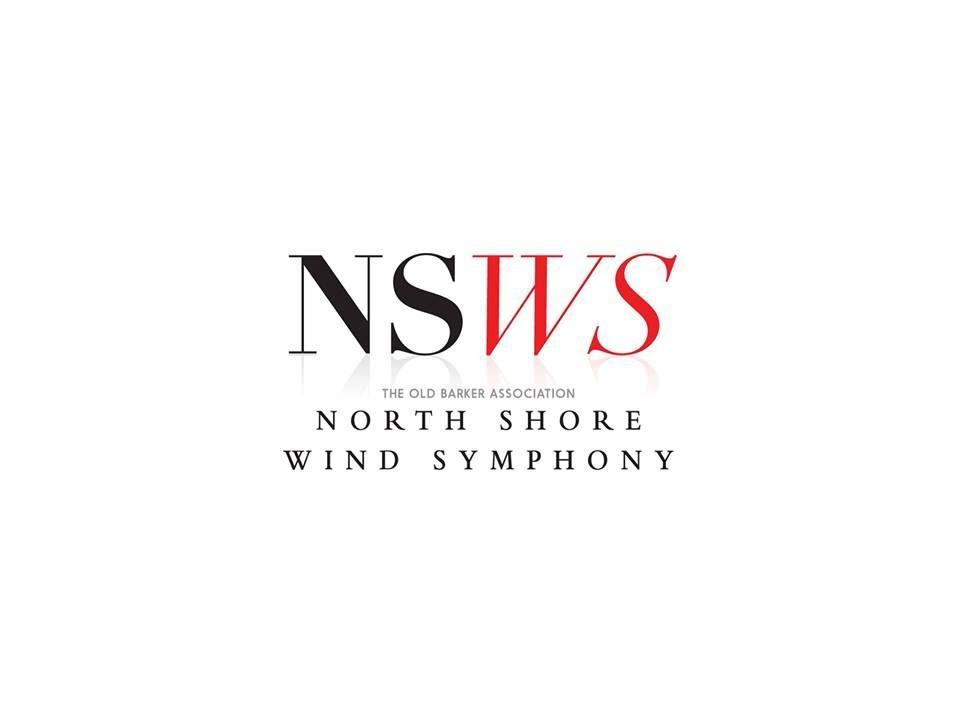 NSWS
THE OLD BARKER ASSOCIATION
NORTH SHORE
WIND SYMPHONY